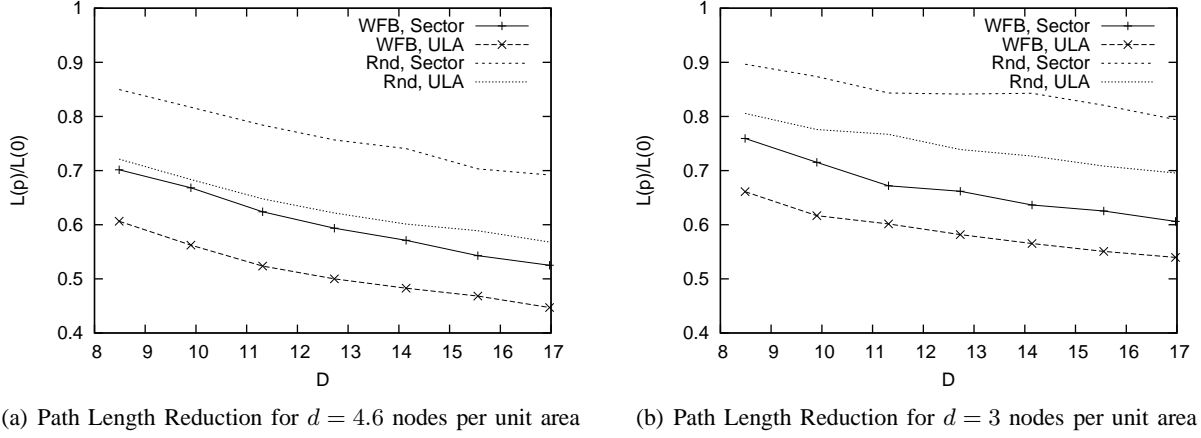 1
0.9
0.8
0.7
0.6
0.5
0.4
L(p)/L(0)
8 9 10 11 12 13 14 15 16 17
D
WFB, Sector
WFB, ULA
Rnd, Sector
Rnd, ULA
(a) Path Length Reduction for d = 4.6 nodes per unit area
1
0.9
0.8
0.7
0.6
0.5
0.4
L(p)/L(0)
8 9 10 11 12 13 14 15 16 17
D
WFB, Sector
WFB, ULA
Rnd, Sector
Rnd, ULA
(b) Path Length Reduction for d = 3 nodes per unit area